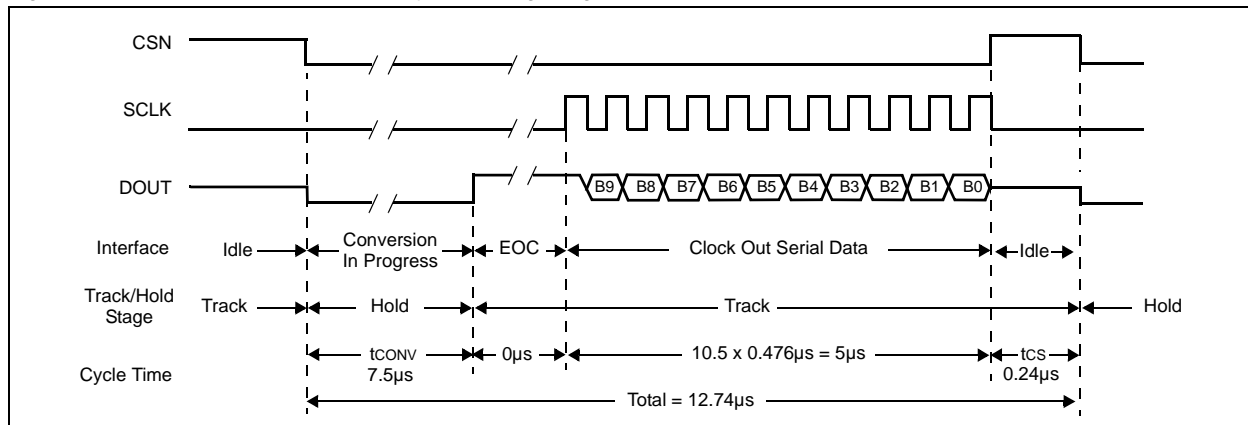 CSN
SCLK
DOUT
B9 B8 B7 B6 B5 B4 B3 B2 B1 B0
Interface Idle Conversion In Progress EOC Clock Out Serial Data Idle
Track/Hold Stage Track Hold Track Hold
Cycle Time
tCONV 7.5µs
0µs
10.5 x 0.476µs = 5µs
tCS 0.24µs
Total = 12.74µs